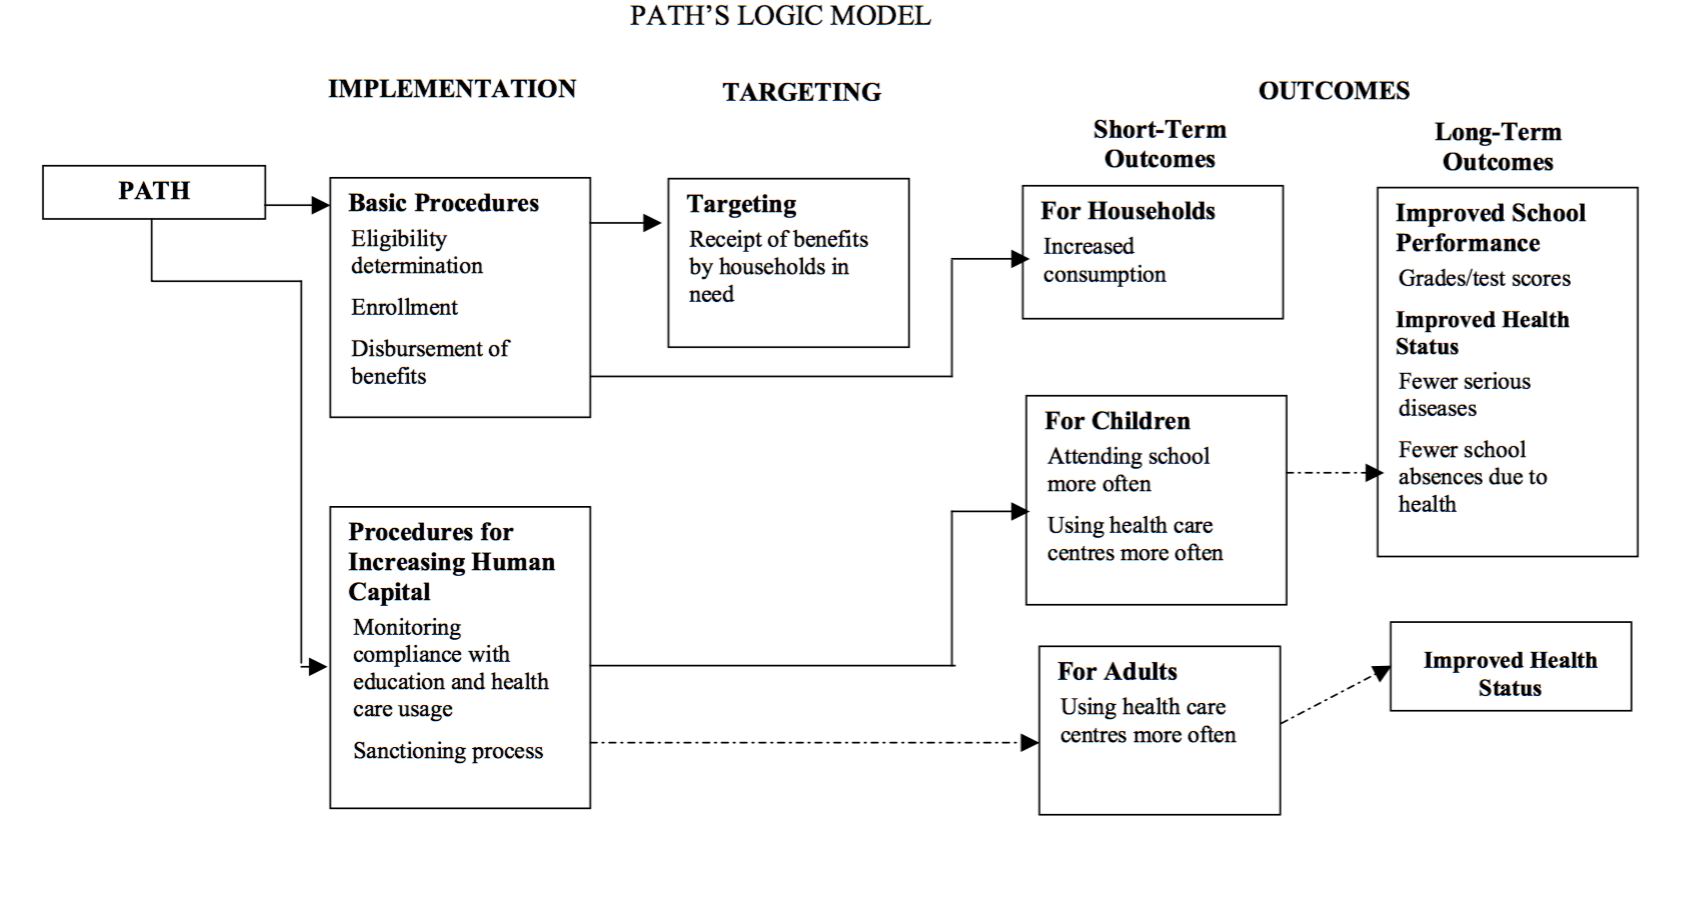 PATH'S LOGIC MODEL
IMPLEMENTATION
TARGETING
OUTCOMES
Short-Term
Outcomes
Long-Term
Outcomes
PATH
Basic Procedures
Eligibility
determination
Enrollment
Disbursement of
benefits
Targeting
Receipt of benefits
by households in
need
For Households
Increased
consumption
Improved School
Performance
Grades/test scores
Improved Health
Status
Fewer serious
diseases
Fewer school
absences due to
health
For Children
Attending school
more often
Using health care
centres more often
Procedures for
Increasing Human
Capital
Monitoring
compliance with
education and health
care usage
Sanctioning process
For Adults
Using health care
centres more often
Improved Health
Status